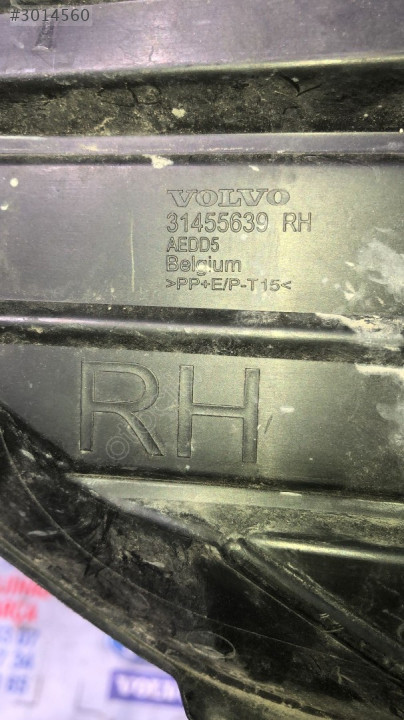 #3014560
VOLVO
31455639 RH
AEDD5
Belgium
>PP+E/P-T15<
RH